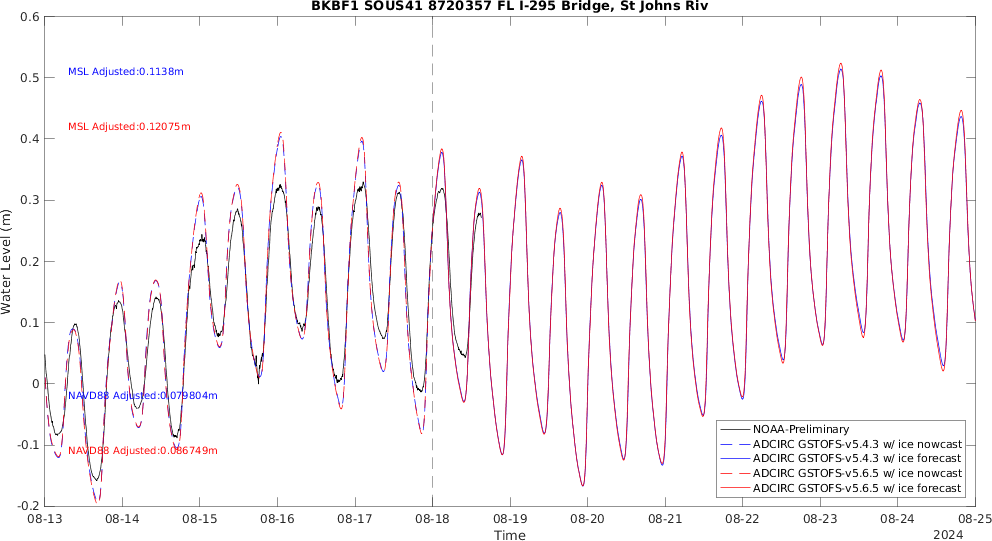 BKBF1 SOUS41 8720357 FL I-295 Bridge, St Johns Riv
0.6
0.5
0.4
0.3
0.2
0.1
0
-0.1
-0.2
Water Level (m)
MSL Adjusted:0.1138m
MSL Adjusted:0.12075m
NAVD88 Adjusted:0.079804m
NAVD88 Adjusted:0.086749m
NOAA-Preliminary
ADCIRC GSTOFS-v5.4.3 w/ ice nowcast
ADCIRC GSTOFS-v5.4.3 w/ ice forecast
ADCIRC GSTOFS-v5.6.5 w/ ice nowcast
ADCIRC GSTOFS-v5.6.5 w/ ice forecast
08-13 08-14 08-15 08-16 08-17 08-18 08-19 08-20 08-21 08-22 08-23 08-24 08-25
Time
2024